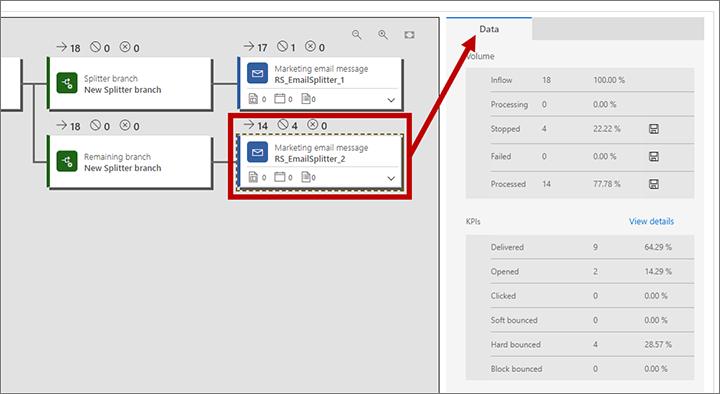 18 0 0
17 1 0
Splitter branch
New Splitter branch
Marketing email message
RS_EmailSplitter_1
0 0 0
18 0 0
14 4 0
Remaining branch
New Splitter branch
Marketing email message
RS_EmailSplitter_2
0 0 0
Data
Volume
Inflow 18 100.00 %
Processing 0 0.00 %
Stopped 4 22.22 %
Failed 0 0.00 %
Processed 14 77.78 %
KPIs View details
Delivered 9 64.29 %
Opened 2 14.29 %
Clicked 0 0.00 %
Soft bounced 0 0.00 %
Hard bounced 4 28.57 %
Block bounced 0 0.00 %